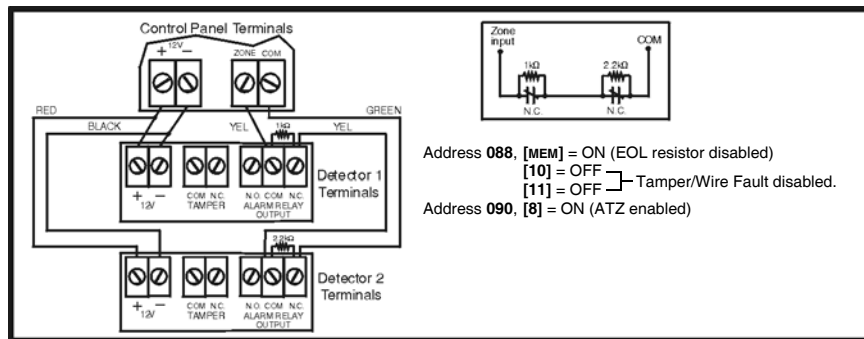 Control Panel Terminals
+ 12V −
ZONE COM
RED
GREEN
BLACK
YEL
1kΩ
YEL
Detector 1
Terminals
+ −
12V
COM N.C.
TAMPER
N.O. COM N.C.
ALARM RELAY
OUTPUT
2.2kΩ
Detector 2
Terminals
+ −
12V
COM N.C.
TAMPER
N.O. COM N.C.
ALARM RELAY
OUTPUT
Zone
input
COM
1kΩ
2.2kΩ
N.C.
N.C.
Address 088, [MEM] = ON (EOL resistor disabled)
[10] = OFF
[11] = OFF
Tamper/Wire Fault disabled.
Address 090, [8] = ON (ATZ enabled)